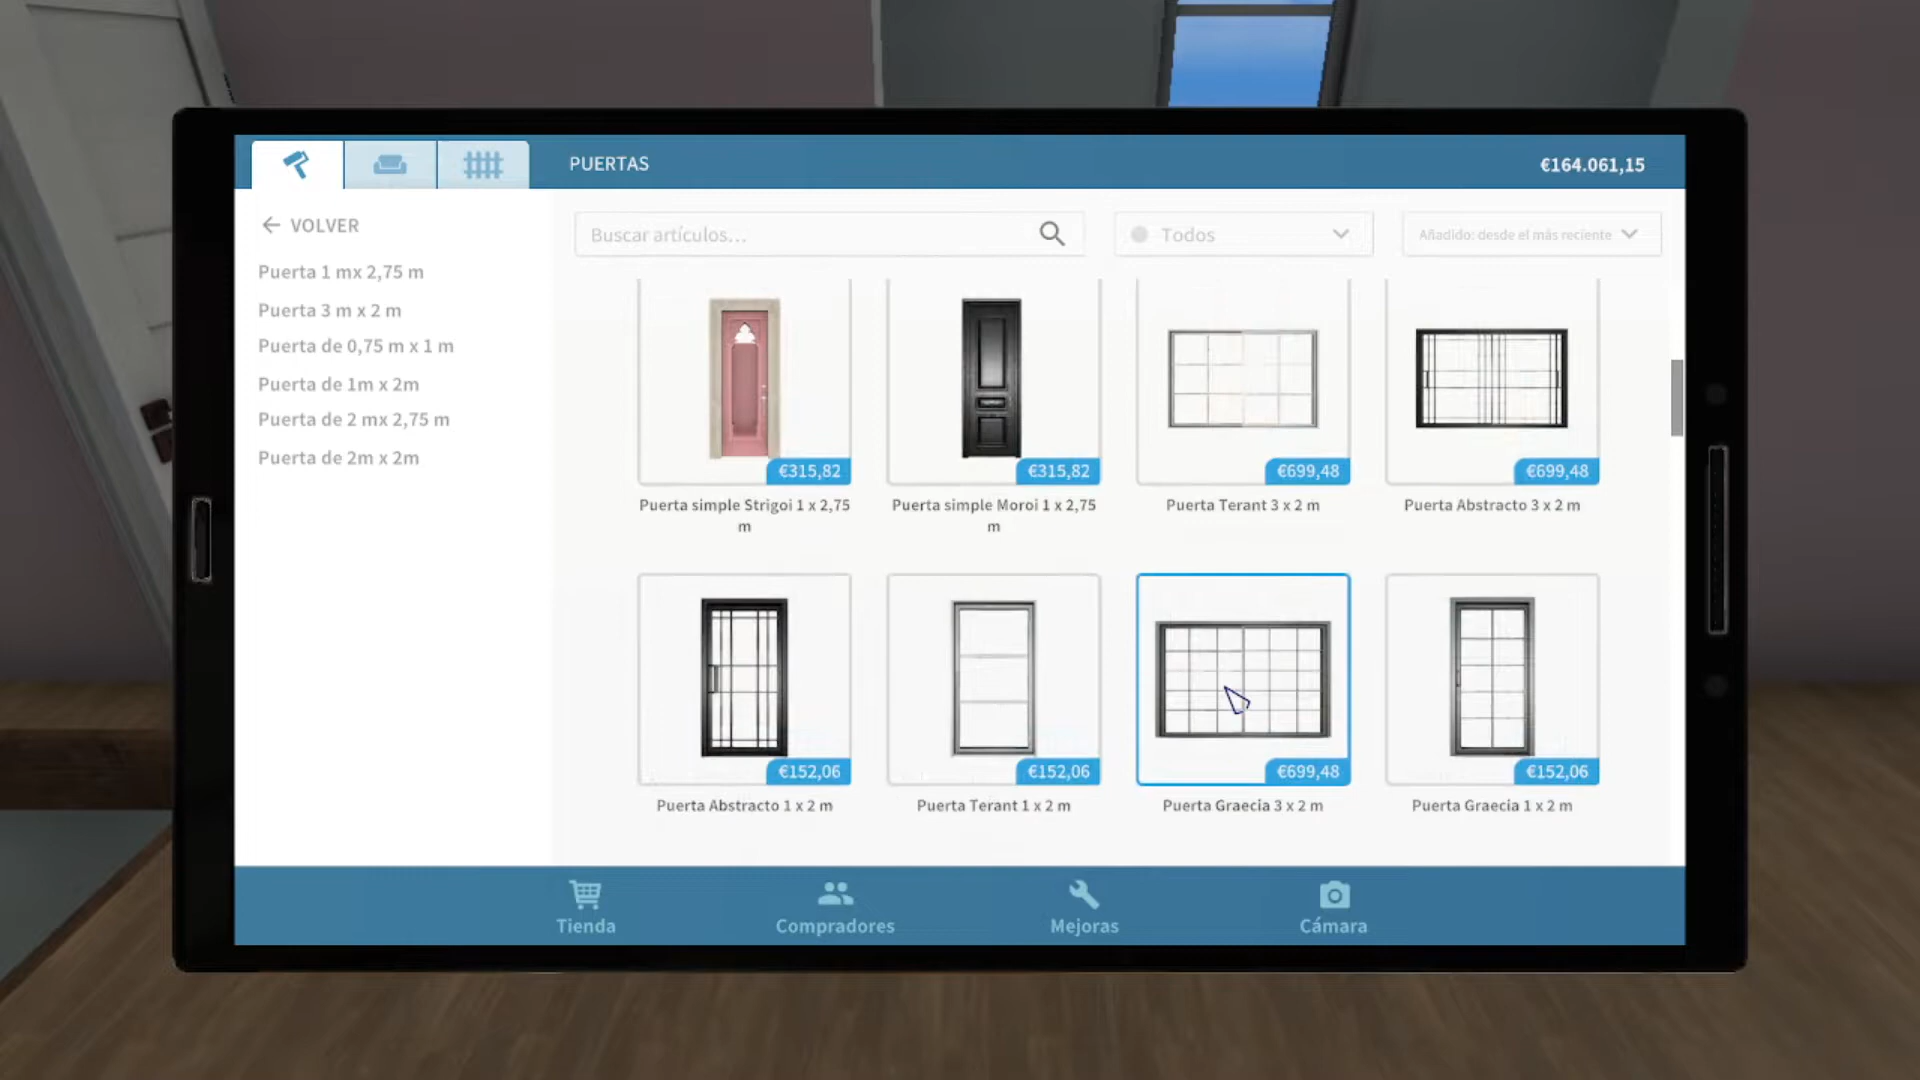 PUERTAS
€164.061,15
VOLVER
Puerta 1 mx 2,75 m
Puerta 3 m x 2 m
Puerta de 0,75 m x 1 m
Puerta de 1m x 2m
Puerta de 2 mx 2,75 m
Puerta de 2m x 2m
Buscar artículos...
Todos
Añadido: desde el más reciente
€315,82
€315,82
€699,48
€699,48
Puerta simple Strigoi 1 x 2,75
m
Puerta simple Moroi 1 x 2,75
m
Puerta Terant 3 x 2 m
Puerta Abstracto 3 x 2 m
€152,06
€152,06
€699,48
€152,06
Puerta Abstracto 1 x 2 m
Puerta Terant 1 x 2 m
Puerta Graecia 3 x 2 m
Puerta Graecia 1 x 2 m
Tienda
Compradores
Mejoras
Cámara